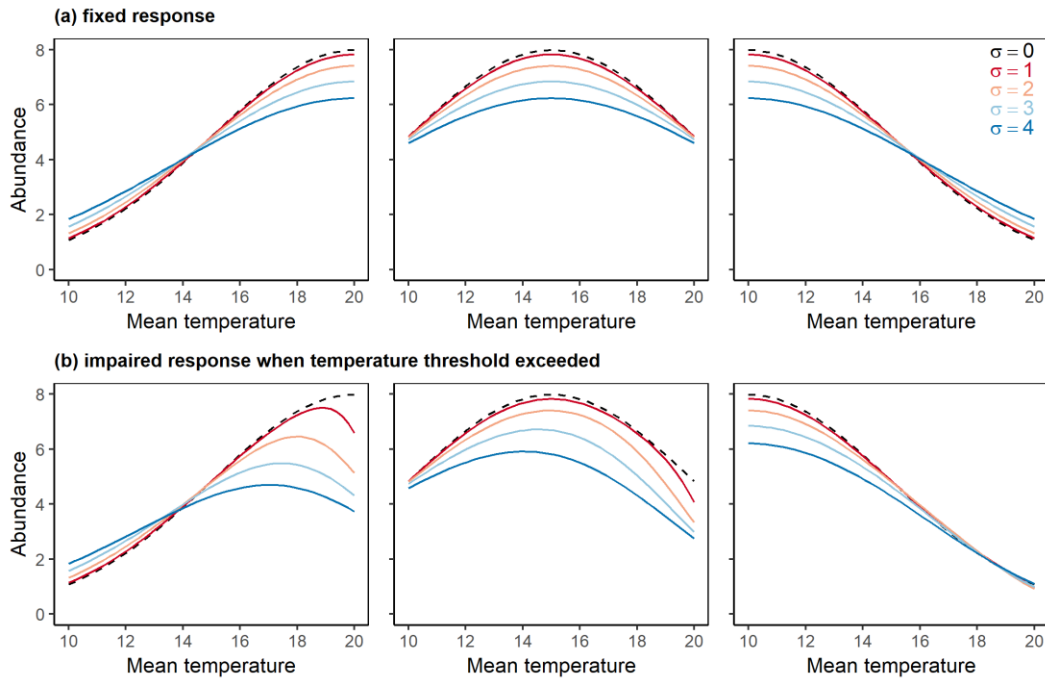 (a) fixed response
Abundance
8
6
4
2
0
σ = 0
σ = 1
σ = 2
σ = 3
σ = 4
10 12 14 16 18 20
10 12 14 16 18 20
10 12 14 16 18 20
Mean temperature
Mean temperature
Mean temperature
(b) impaired response when temperature threshold exceeded
Abundance
8
6
4
2
0
10 12 14 16 18 20
10 12 14 16 18 20
10 12 14 16 18 20
Mean temperature
Mean temperature
Mean temperature